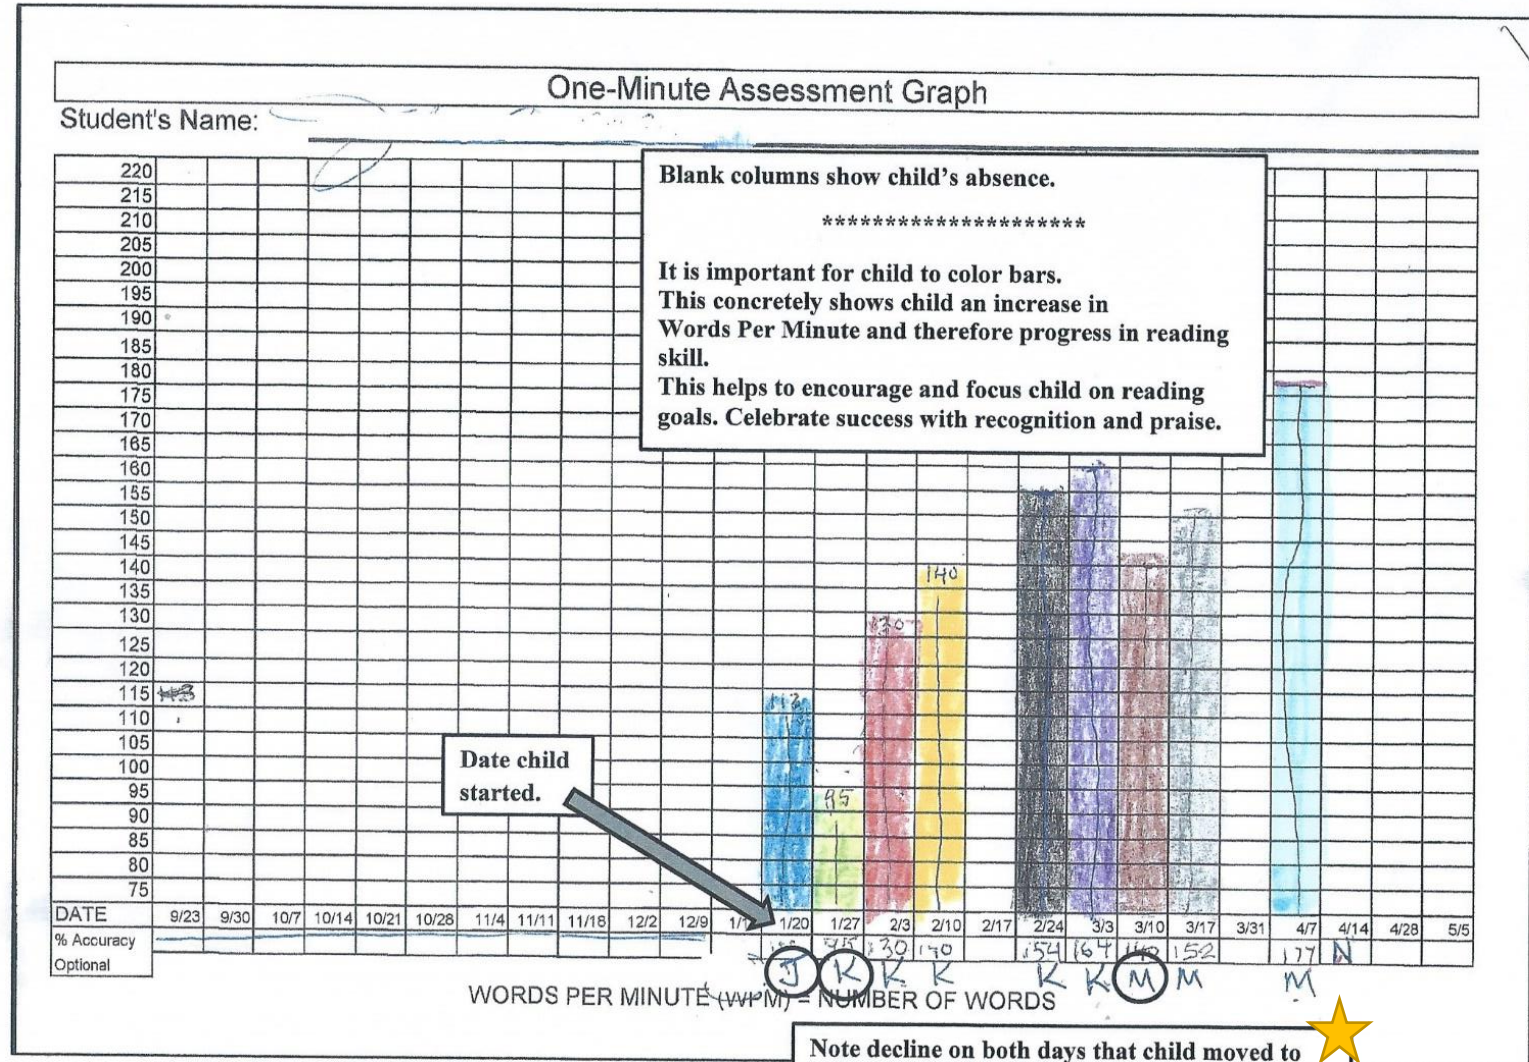 One-Minute Assessment Graph
Student's Name:
Blank columns show child's absence.
*********************
It is important for child to color bars.
This concretely shows child an increase in
Words Per Minute and therefore progress in reading
skill.
This helps to encourage and focus child on reading
goals. Celebrate success with recognition and praise.
220
215
210
205
200
195
190
185
180
175
170
165
160
155
150
145
140
135
130
125
120
115
110
105
100
95
90
85
80
75
113
95
130
140
Date child
started.
DATE 9/23 9/30 10/7 10/14 10/21 10/28 11/4 11/11 11/18 12/2 12/9 1/20 1/27 2/3 2/10 2/17 2/24 3/3 3/10 3/17 3/31 4/7 4/14 4/28 5/5
% Accuracy 130 154 164 152 177 N
Optional J K K K K K M M M
WORDS PER MINUTE (WPM) = NUMBER OF WORDS
Note decline on both days that child moved to